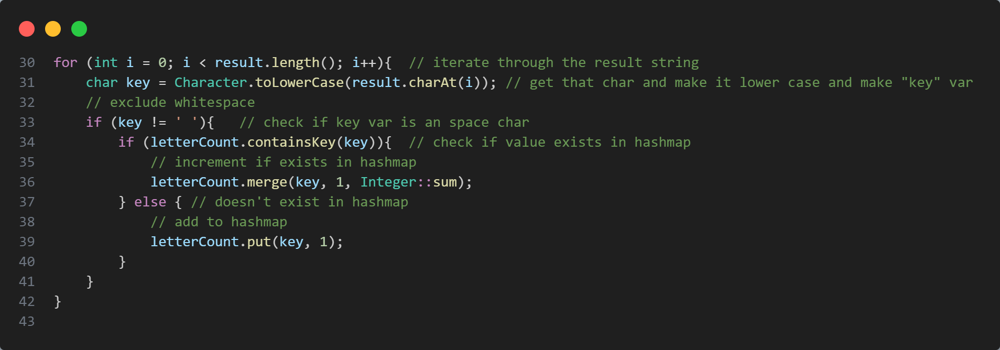 30 for (int i = 0; i < result.length(); i++){  // iterate through the result string
31     char key = Character.toLowerCase(result.charAt(i)); // get that char and make it lower case and make "key" var
32     // exclude whitespace
33     if (key != ' '){   // check if key var is an space char
34         if (letterCount.containsKey(key)){  // check if value exists in hashmap
35             // increment if exists in hashmap
36             letterCount.merge(key, 1, Integer::sum);
37         } else { // doesn't exist in hashmap
38             // add to hashmap
39             letterCount.put(key, 1);
40         }
41     }
42 }
43